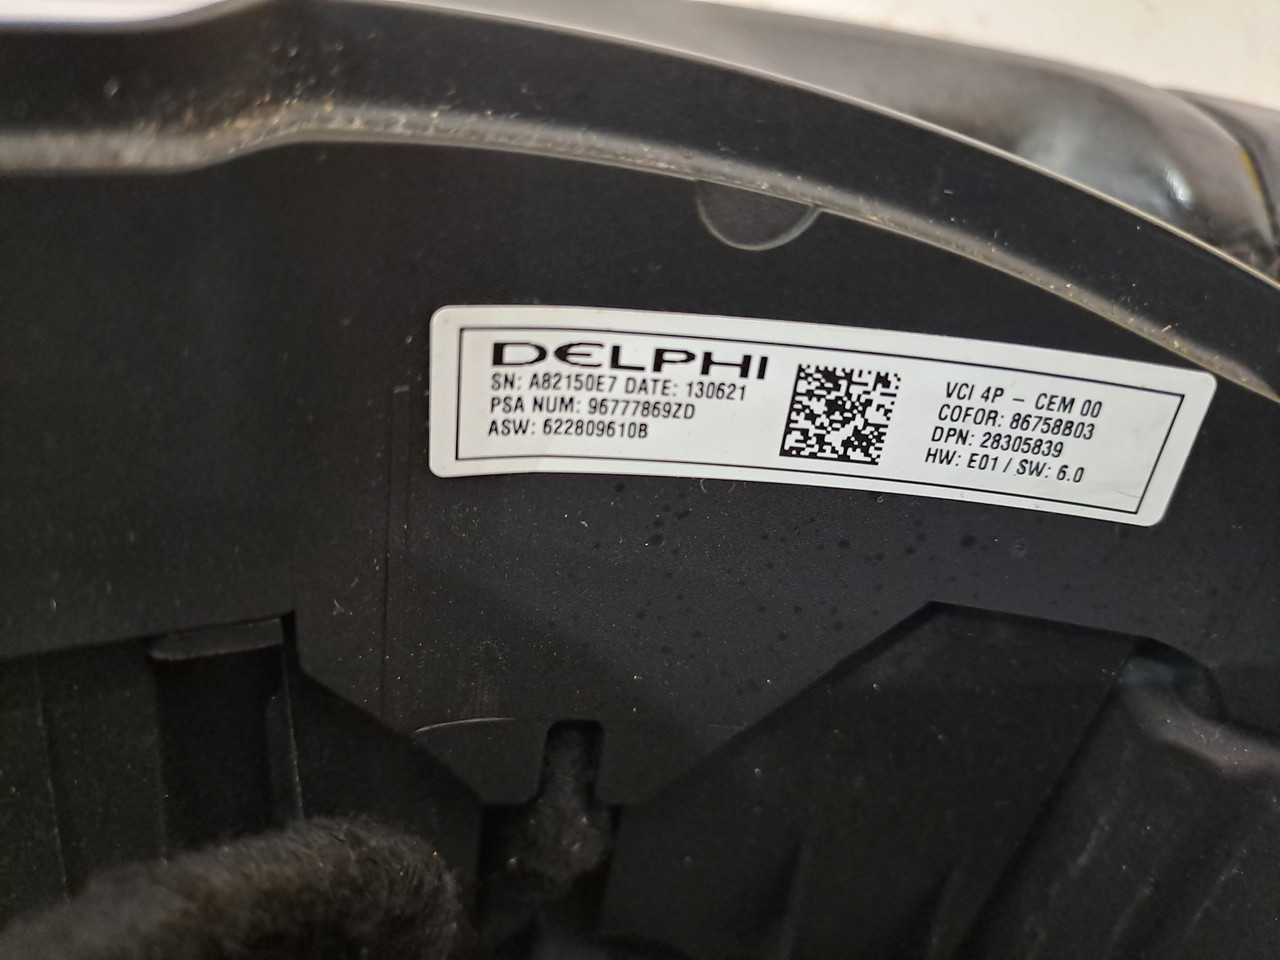 DELPHI
SN: A82150E7 DATE: 130621
PSA NUM: 96777869ZD
ASW: 622809610B
VCI 4P – CEM 00
COFOR: 86758B03
DPN: 28305839
HW: E01 / SW: 6.0